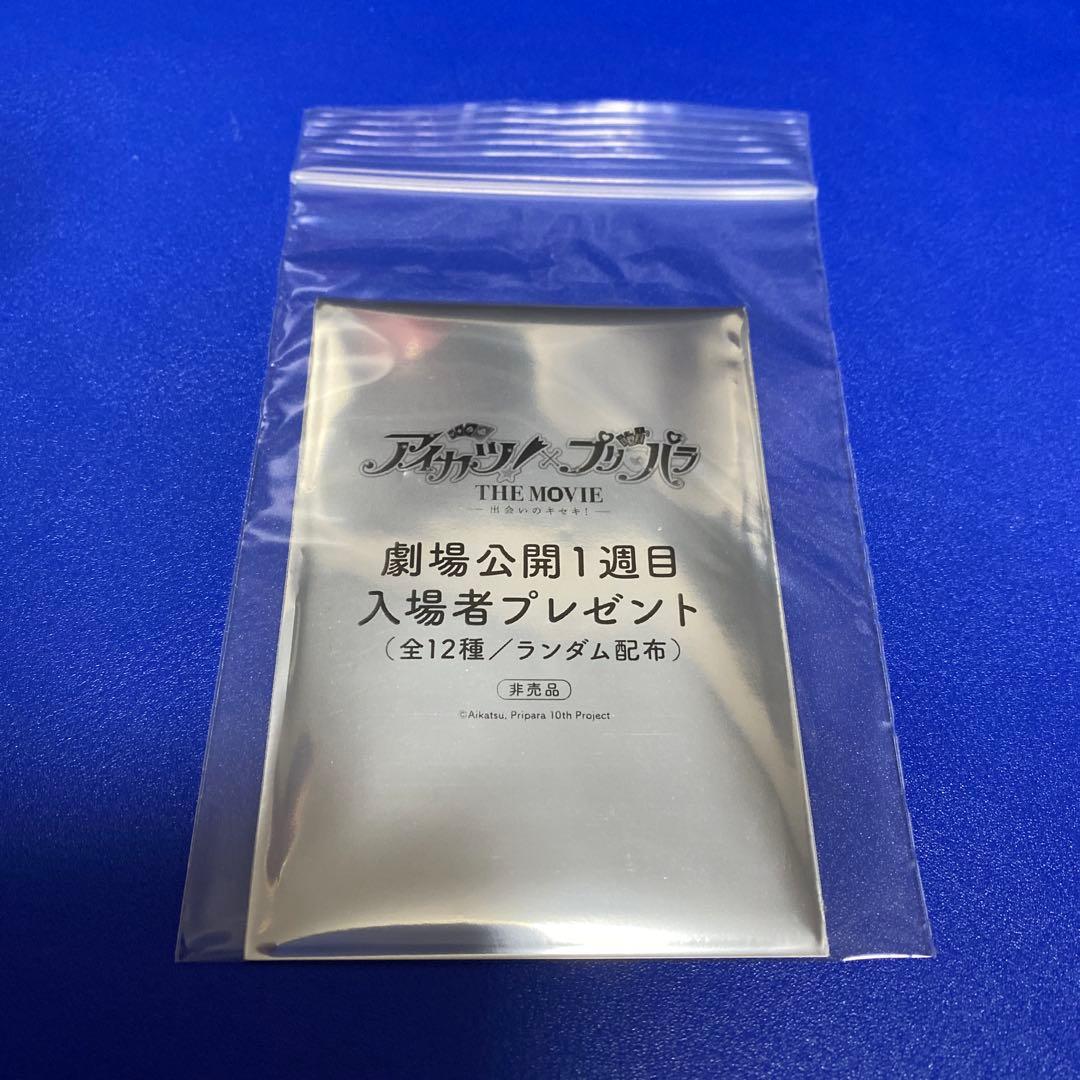 アイカツ!×プリパラ
THE MOVIE
出会いのキセキ!
劇場公開1週目
入場者プレゼント
(全12種/ランダム配布)
非売品
©Aikatsu, Pripara 10th Project